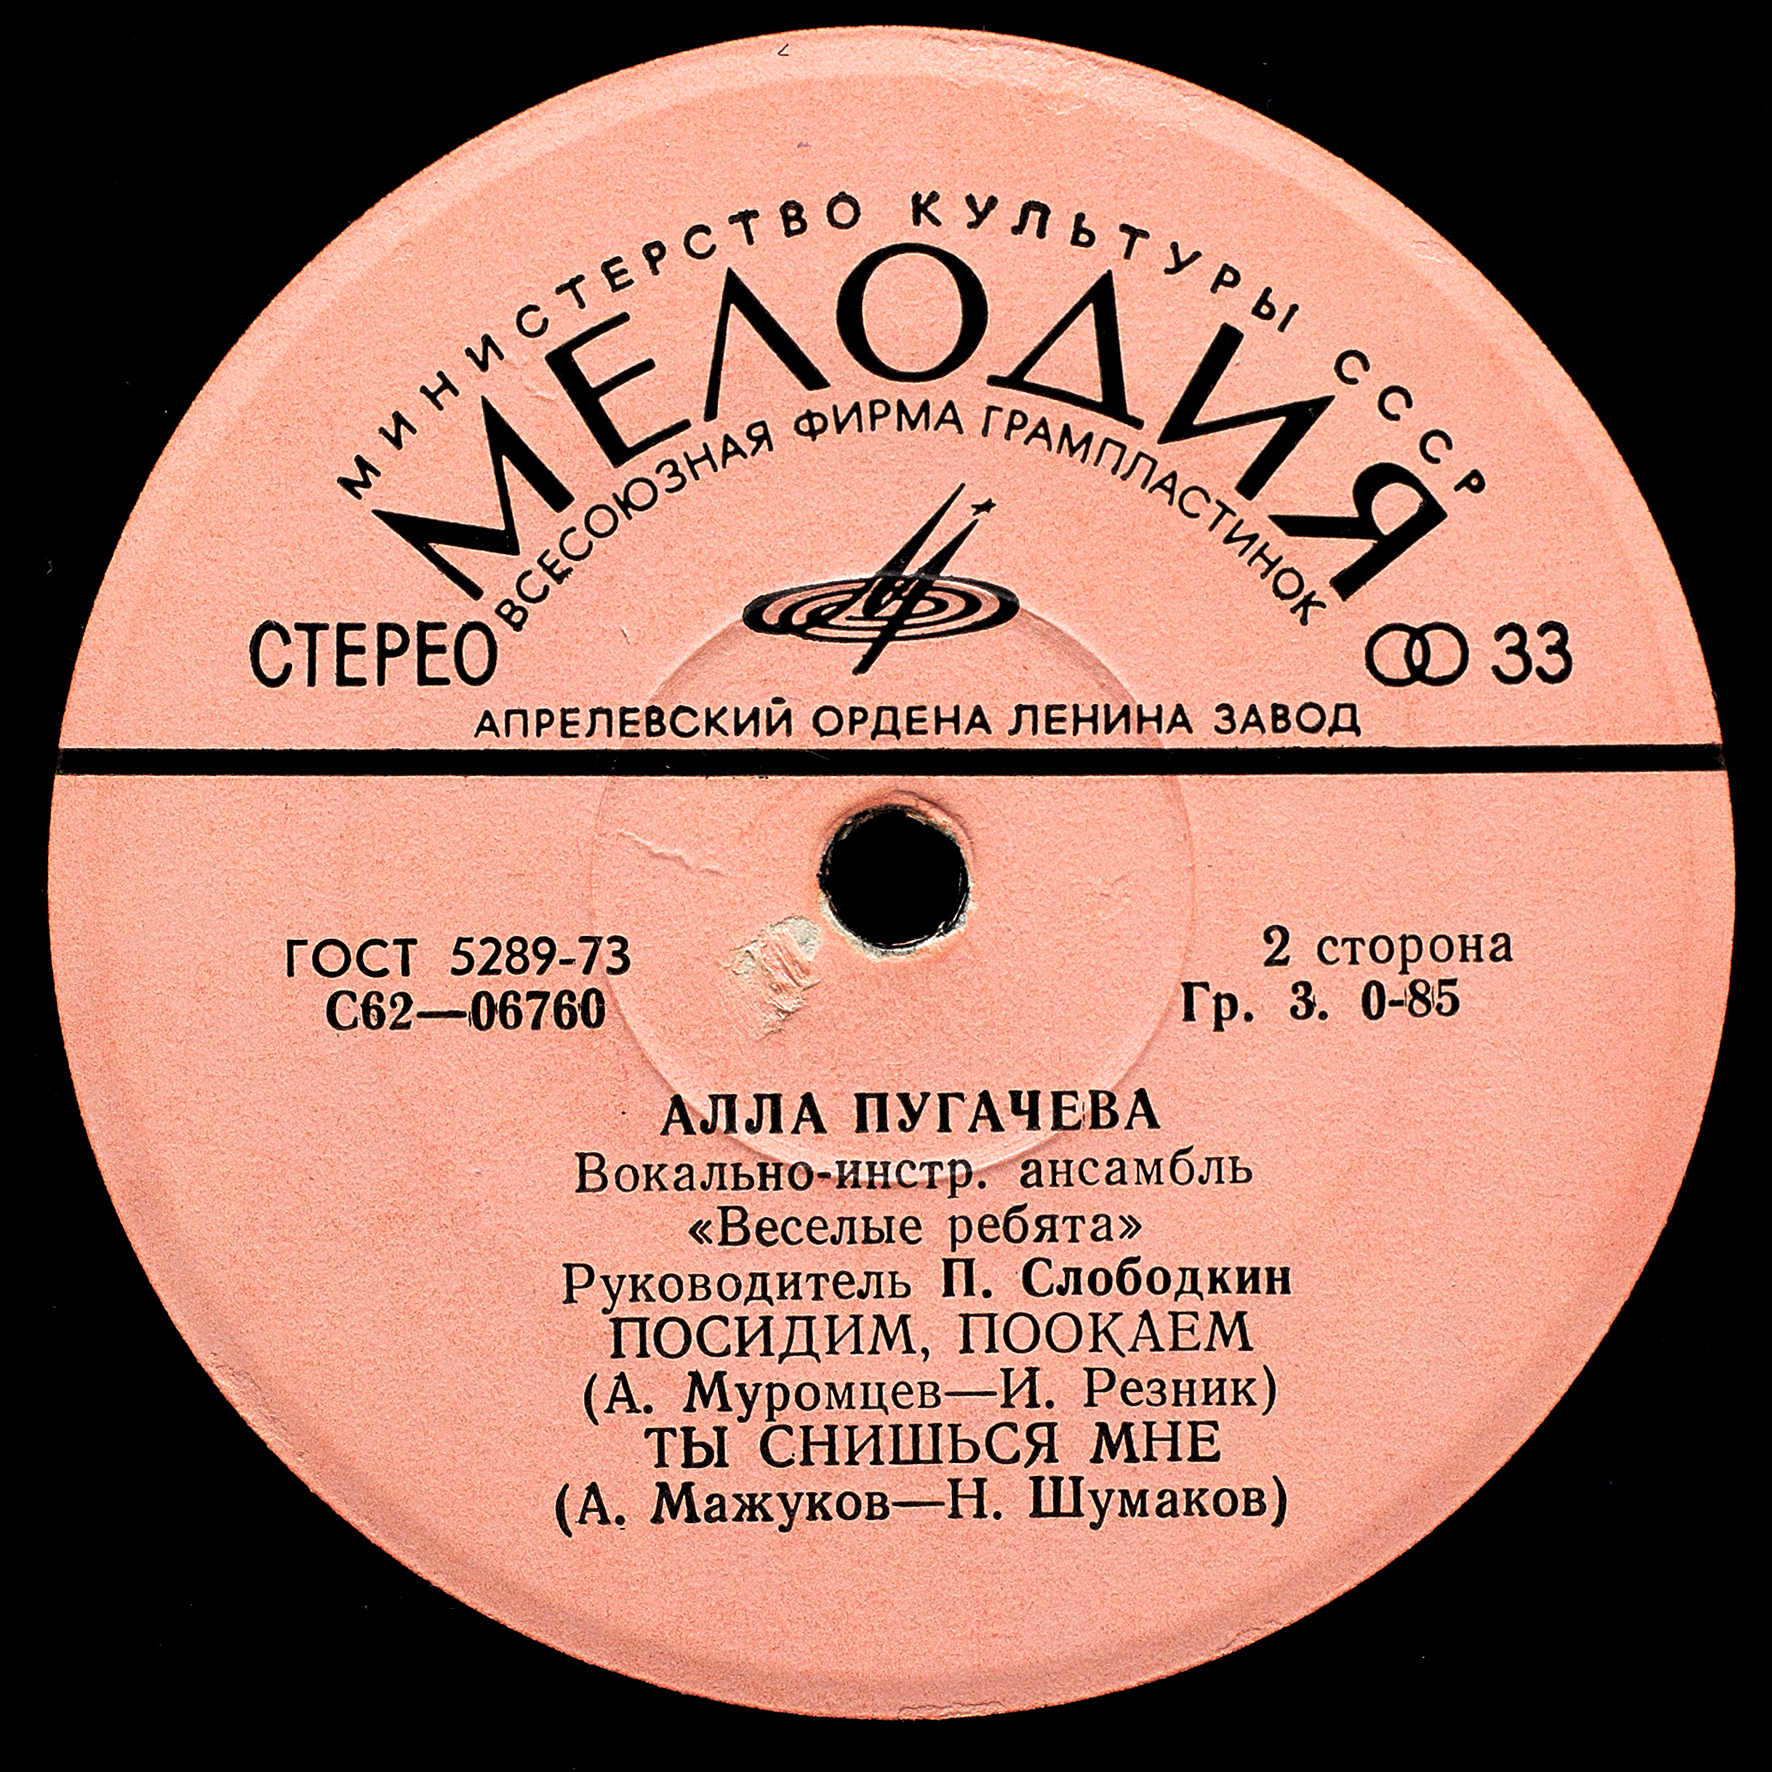 МИНИСТЕРСТВО КУЛЬТУРЫ СССР
МЕЛОДИЯ
ВСЕСОЮЗНАЯ ФИРМА ГРАМПЛАСТИНОК
СТЕРЕО
33
АПРЕЛЕВСКИЙ ОРДЕНА ЛЕНИНА ЗАВОД
ГОСТ 5289-73
С62—06760
2 сторона
Гр. 3. 0-85
АЛЛА ПУГАЧЕВА
Вокально-инстр. ансамбль
«Веселые ребята»
Руководитель П. Слободкин
ПОСИДИМ, ПООКАЕМ
(А. Муромцев—И. Резник)
ТЫ СНИШЬСЯ МНЕ
(А. Мажуков—Н. Шумаков)